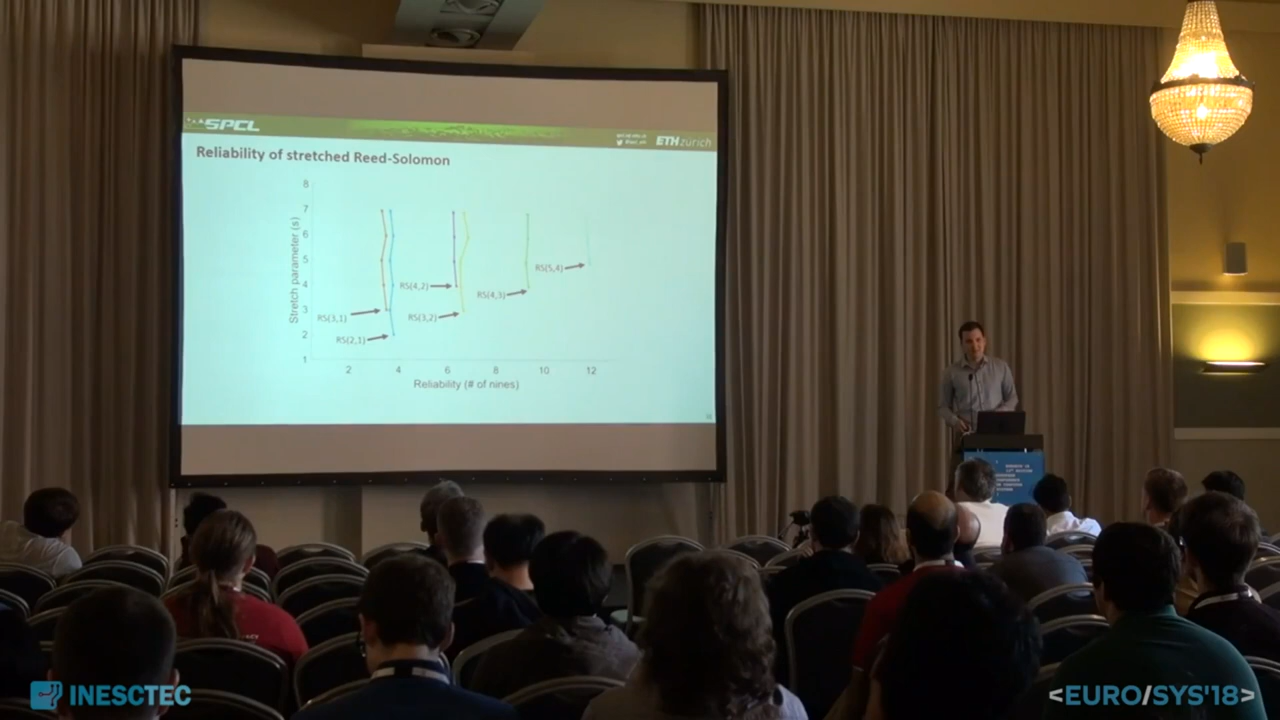 SPCL
ETH zürich
Reliability of stretched Reed-Solomon
8
7
6
5
4
3
2
1
Stretch parameter (s)
RS(5,4)
RS(4,2)
RS(4,3)
RS(3,1)
RS(3,2)
RS(2,1)
2 4 6 8 10 12
Reliability (# of nines)
INESCTEC
<EURO/SYS'18>